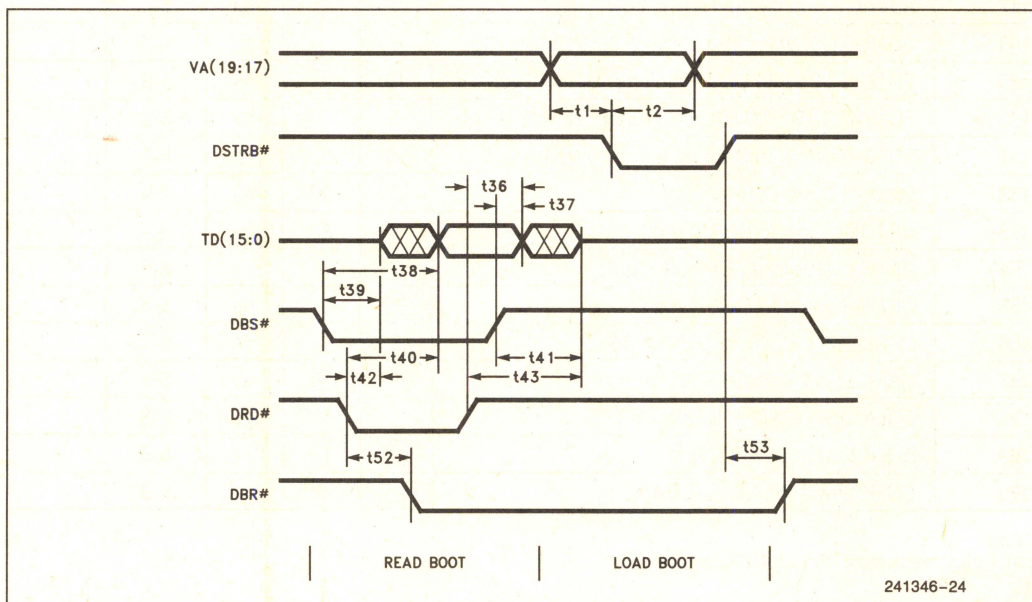 VA(19:17)
t1
t2
DSTRB#
t36
t37
TD(15:0)
t38
t39
DBS#
t40
t41
t42
t43
DRD#
t52
t53
DBR#
READ BOOT
LOAD BOOT
241346-24